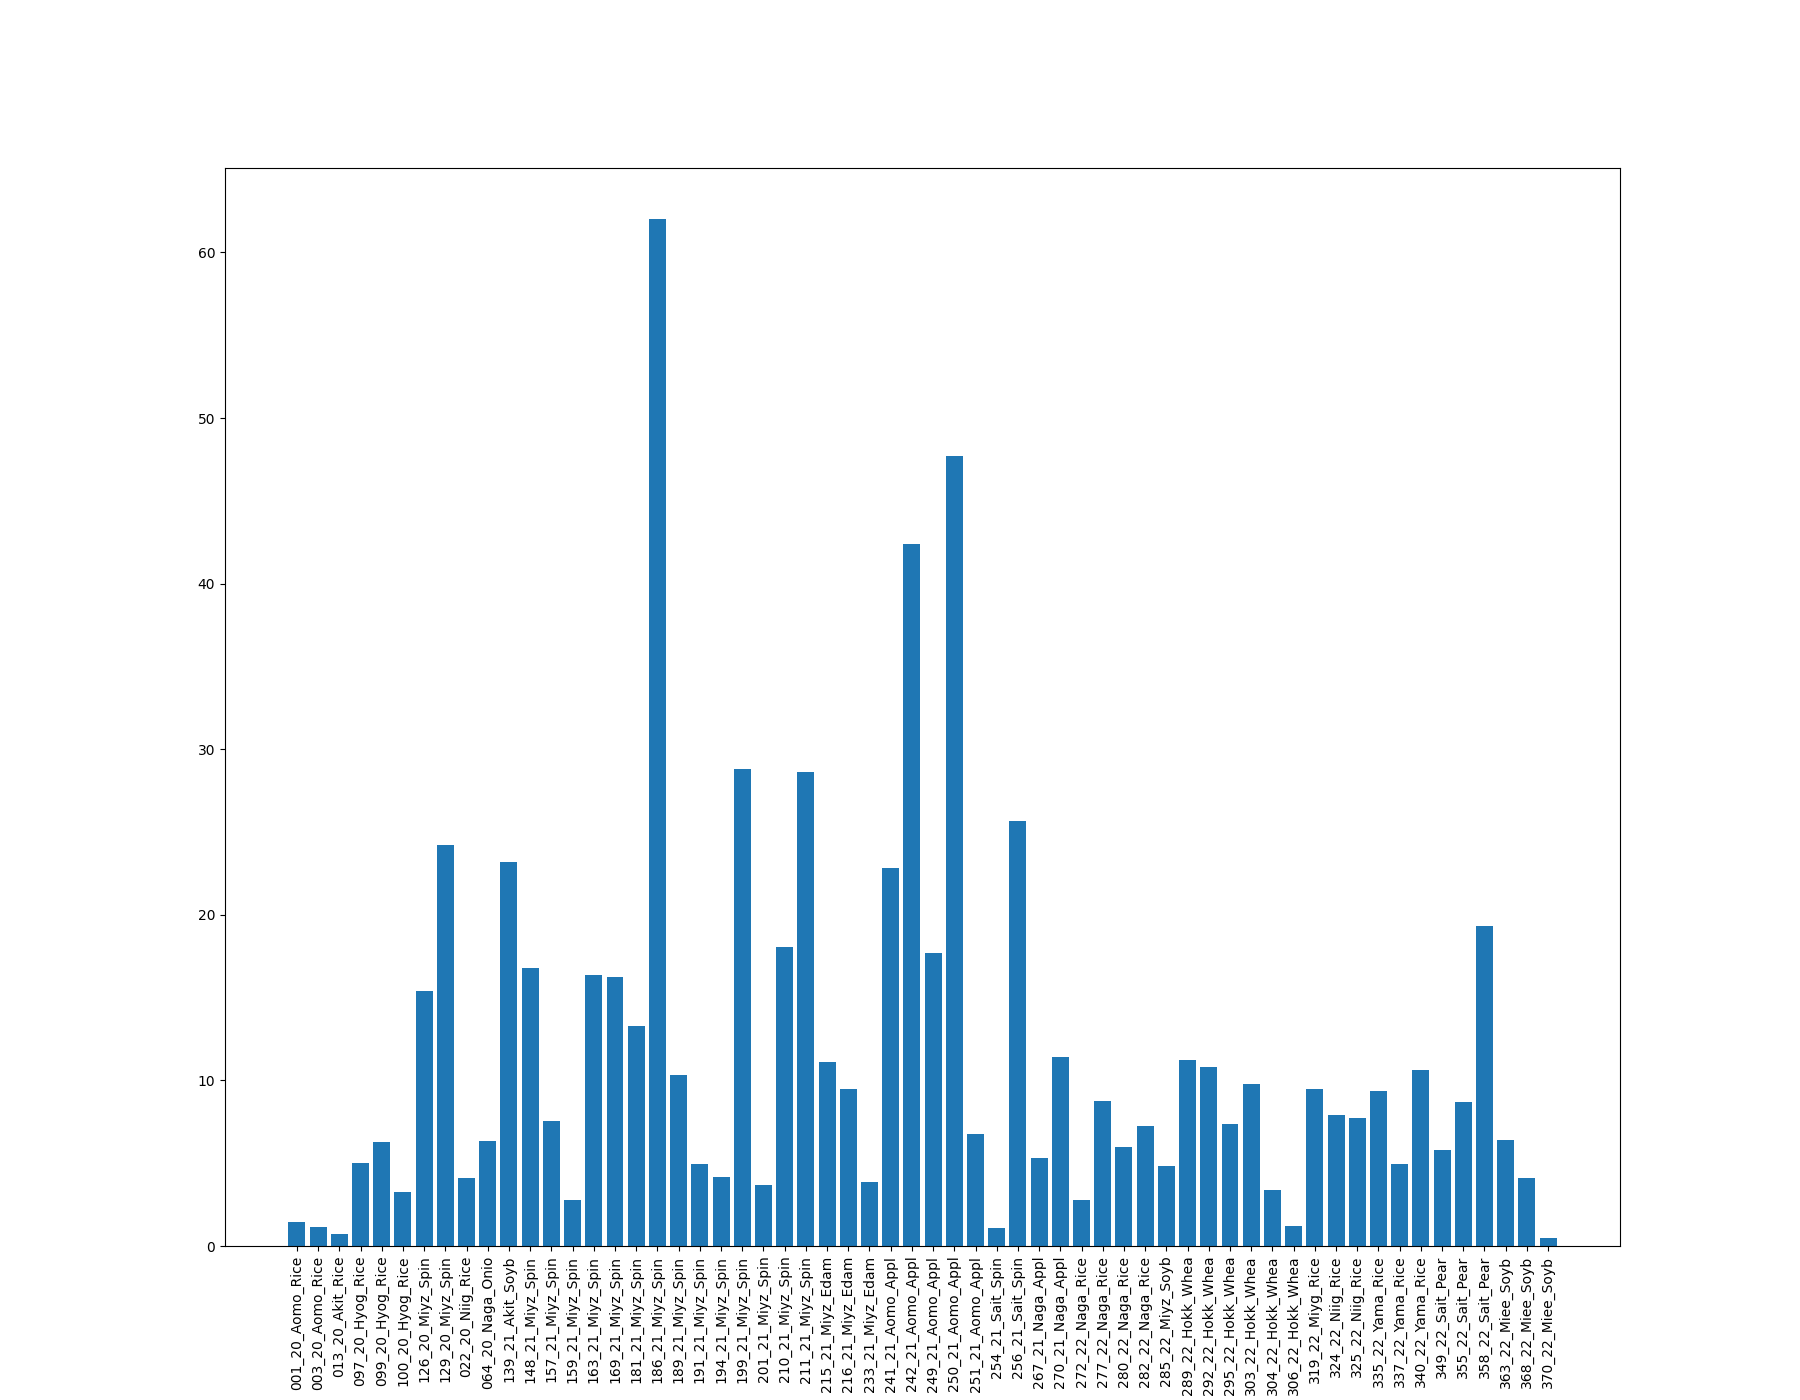 60
50
40
30
20
10
0
001_20_Aomo_Rice
003_20_Aomo_Rice
013_20_Akit_Rice
097_20_Hyog_Rice
099_20_Hyog_Rice
100_20_Hyog_Rice
126_20_Miyz_Spin
129_20_Miyz_Spin
022_20_Niig_Rice
064_20_Naga_Onio
139_21_Akit_Soyb
148_21_Miyz_Spin
157_21_Miyz_Spin
159_21_Miyz_Spin
163_21_Miyz_Spin
169_21_Miyz_Spin
181_21_Miyz_Spin
186_21_Miyz_Spin
189_21_Miyz_Spin
191_21_Miyz_Spin
194_21_Miyz_Spin
199_21_Miyz_Spin
201_21_Miyz_Spin
210_21_Miyz_Spin
211_21_Miyz_Spin
215_21_Miyz_Edam
216_21_Miyz_Edam
233_21_Miyz_Edam
241_21_Aomo_Appl
242_21_Aomo_Appl
249_21_Aomo_Appl
250_21_Aomo_Appl
251_21_Aomo_Appl
254_21_Sait_Spin
256_21_Sait_Spin
267_21_Naga_Appl
270_21_Naga_Appl
272_22_Naga_Rice
277_22_Naga_Rice
280_22_Naga_Rice
282_22_Naga_Rice
285_22_Miyz_Soyb
289_22_Hokk_Whea
292_22_Hokk_Whea
295_22_Hokk_Whea
303_22_Hokk_Whea
304_22_Hokk_Whea
306_22_Hokk_Whea
319_22_Miyg_Rice
324_22_Niig_Rice
325_22_Niig_Rice
335_22_Yama_Rice
337_22_Yama_Rice
340_22_Yama_Rice
349_22_Sait_Pear
355_22_Sait_Pear
358_22_Sait_Pear
363_22_Miee_Soyb
368_22_Miee_Soyb
370_22_Miee_Soyb